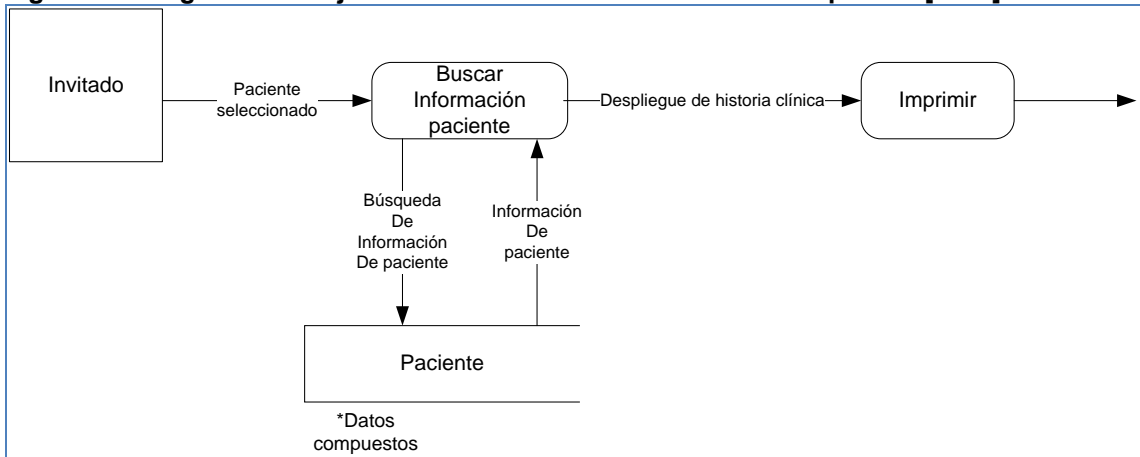 Invitado
Paciente
seleccionado
Buscar
Información
paciente
Despliegue de historia clínica
Imprimir
Búsqueda
De
Información
De paciente
Información
De
paciente
Paciente
*Datos
compuestos